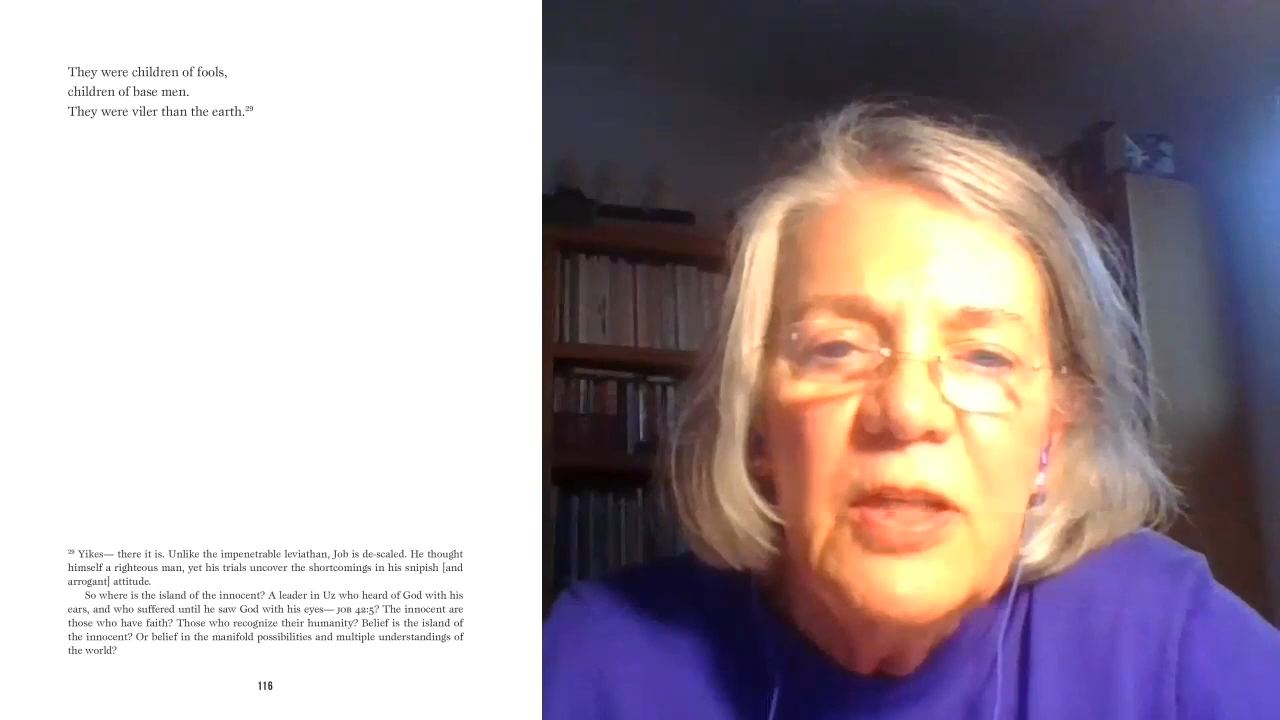 They were children of fools,
children of base men.
They were viler than the earth.²⁹
²⁹ Yikes— there it is. Unlike the impenetrable leviathan, Job is de-scaled. He thought
himself a righteous man, yet his trials uncover the shortcomings in his snipish [and
arrogant] attitude.
So where is the island of the innocent? A leader in Uz who heard of God with his
ears, and who suffered until he saw God with his eyes— JOB 42:5? The innocent are
those who have faith? Those who recognize their humanity? Belief is the island of
the innocent? Or belief in the manifold possibilities and multiple understandings of
the world?
116